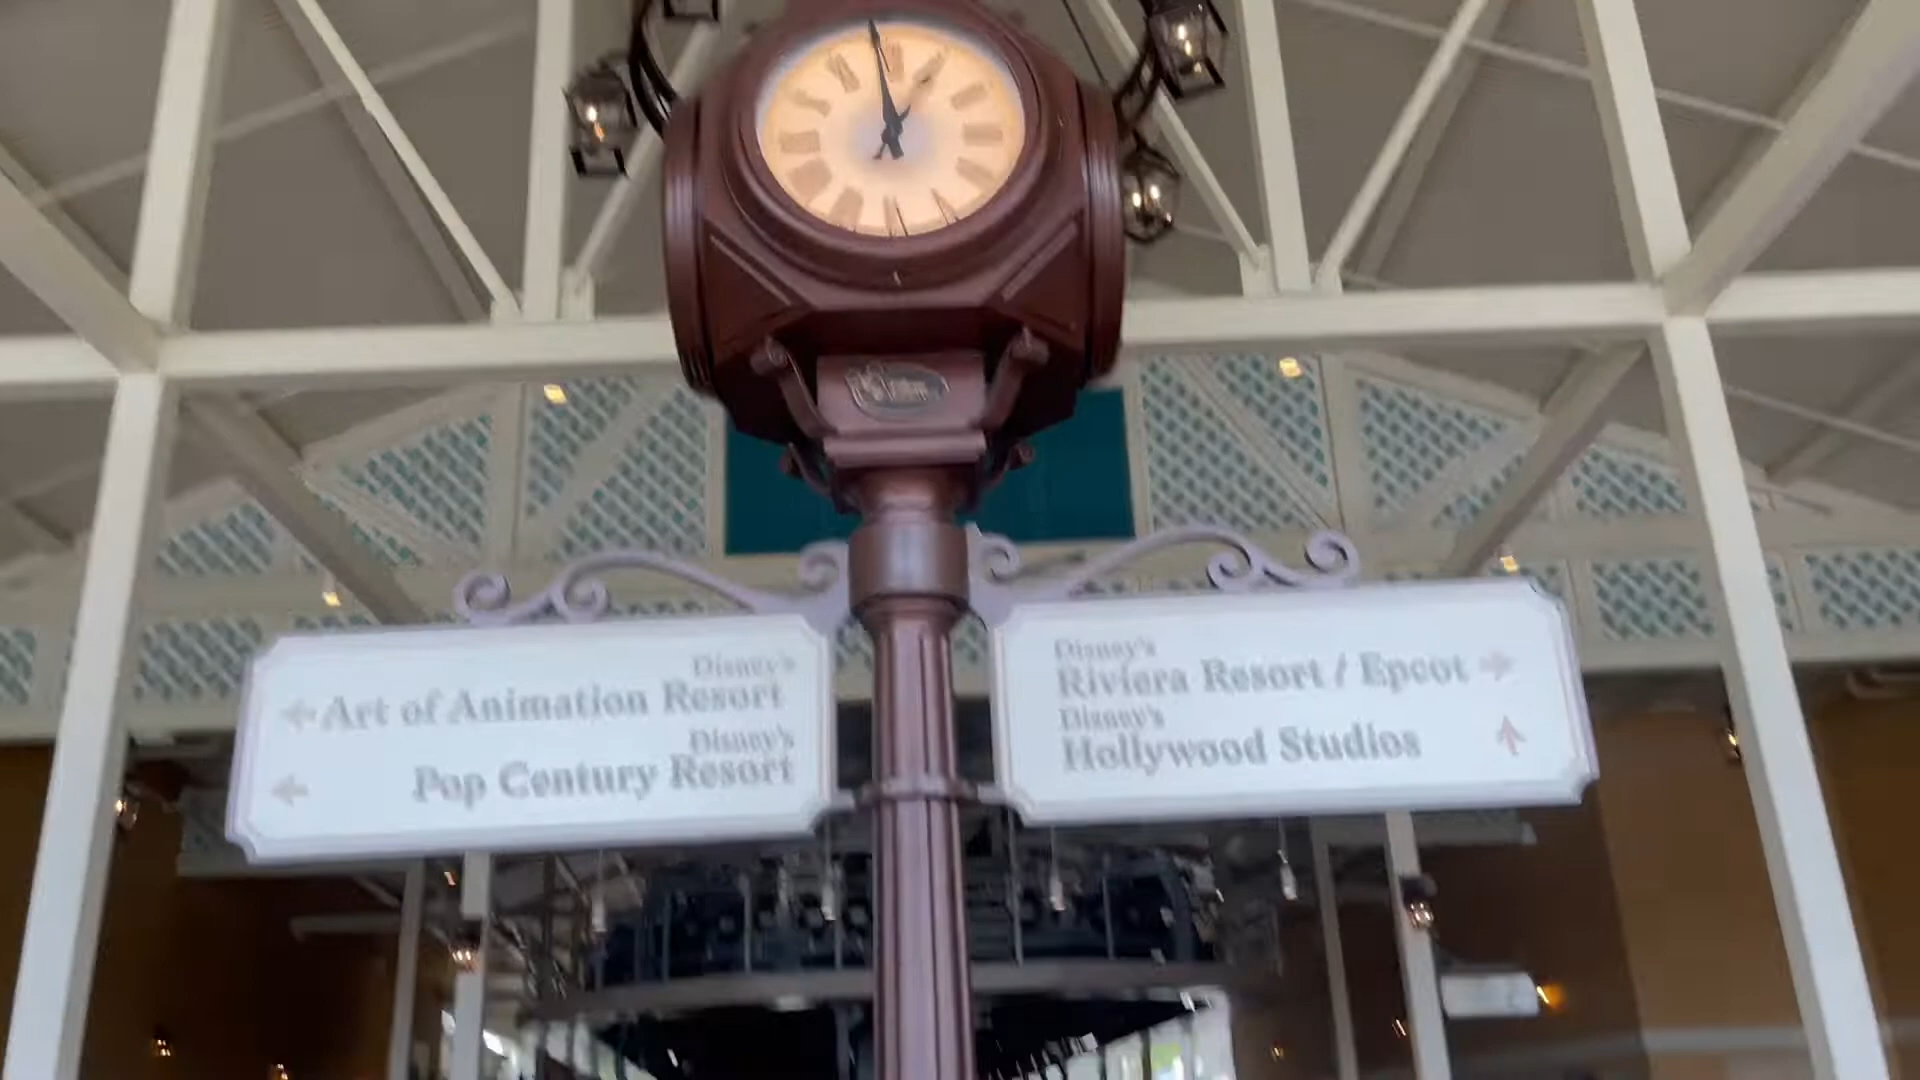 Disney's
Art of Animation Resort
Disney's
Pop Century Resort
Disney's
Riviera Resort / Epcot
Disney's
Hollywood Studios